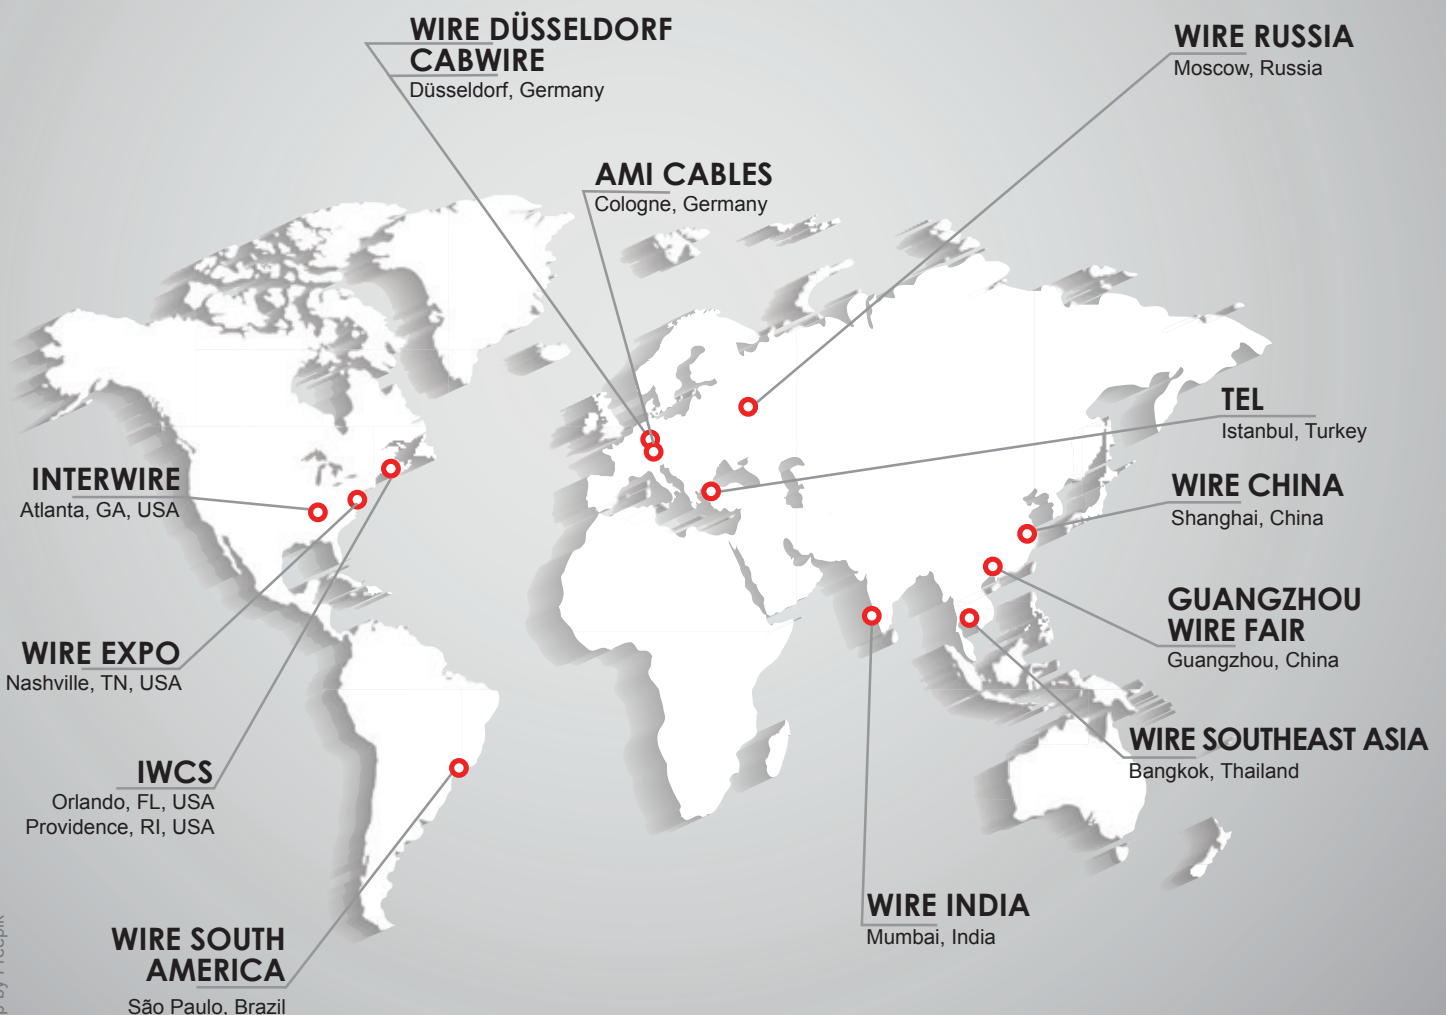 WIRE DÜSSELDORF
CABWIRE
Düsseldorf, Germany
WIRE RUSSIA
Moscow, Russia
AMI CABLES
Cologne, Germany
TEL
Istanbul, Turkey
INTERWIRE
Atlanta, GA, USA
WIRE CHINA
Shanghai, China
GUANGZHOU
WIRE FAIR
Guangzhou, China
WIRE EXPO
Nashville, TN, USA
WIRE SOUTHEAST ASIA
Bangkok, Thailand
IWCS
Orlando, FL, USA
Providence, RI, USA
WIRE INDIA
Mumbai, India
WIRE SOUTH
AMERICA
São Paulo, Brazil
by Freepik